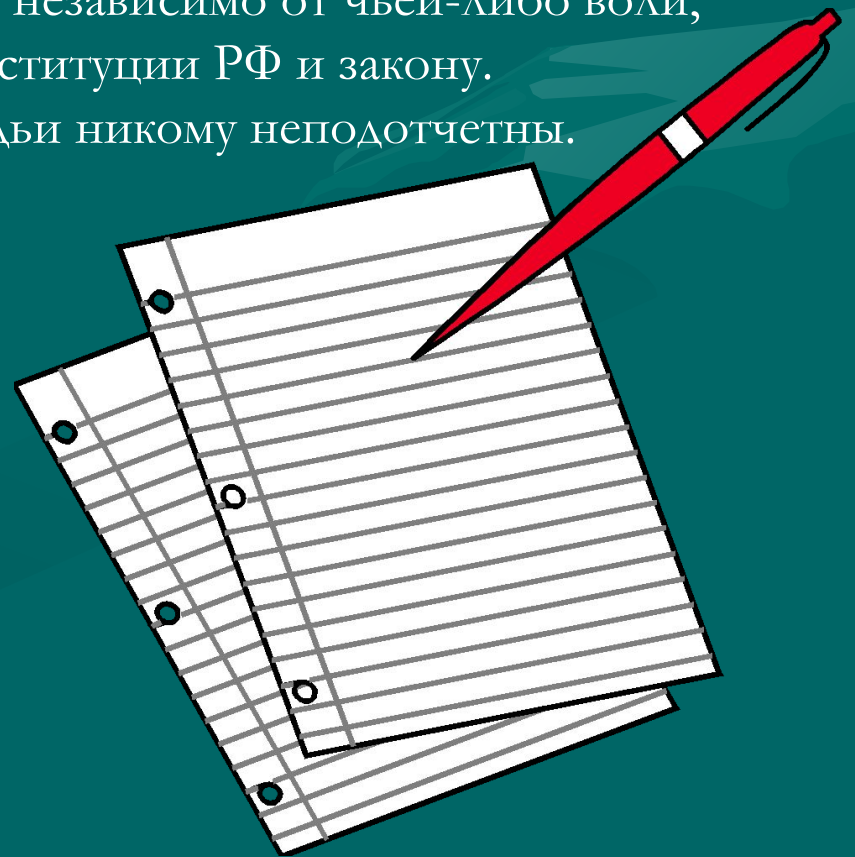 независимо от чьей-либо воли,
ституции РФ и закону.
дьи никому неподотчетны.